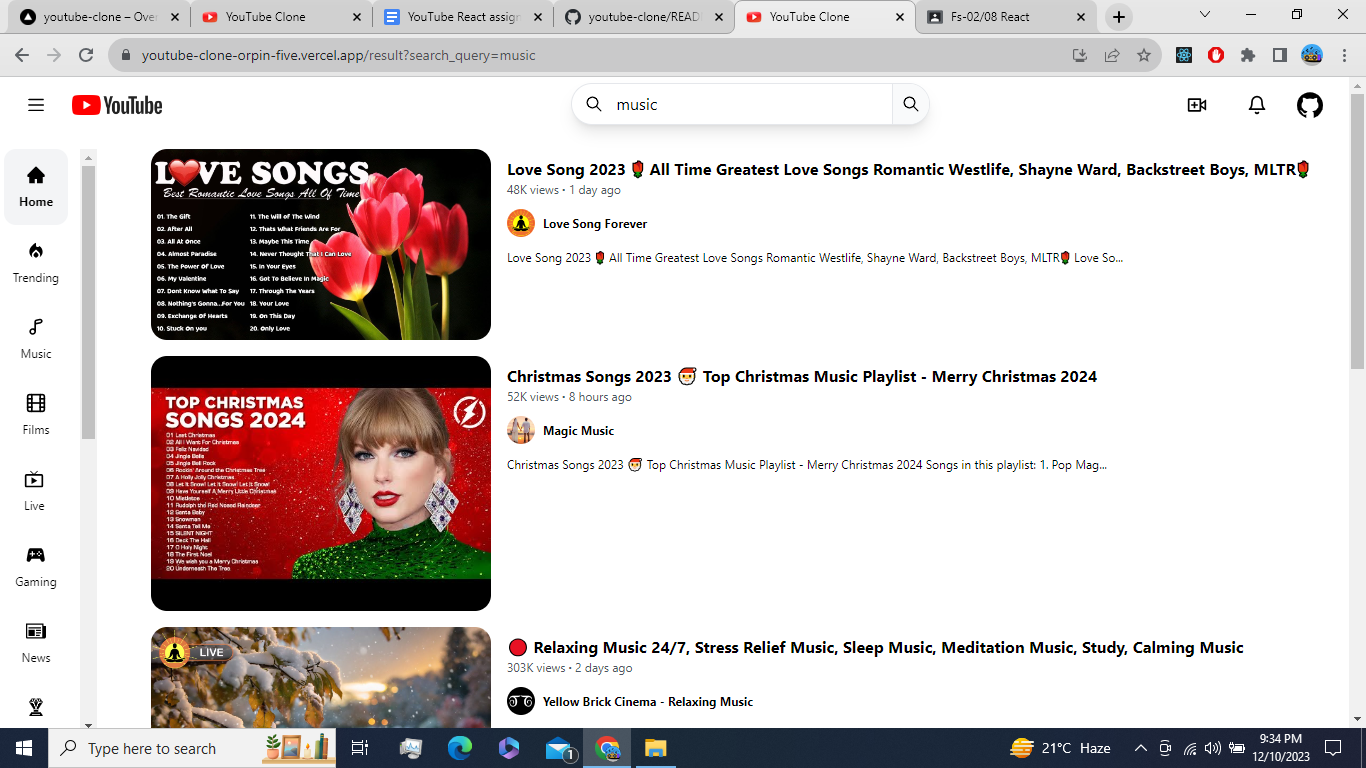 youtube-clone – Over
YouTube Clone
YouTube React assign
youtube-clone/READ
YouTube Clone
Fs-02/08 React
youtube-clone-orpin-five.vercel.app/result?search_query=music
YouTube
music
Home
Trending
Music
Films
Live
Gaming
News
LOVE SONGS
Best Romantic Love Songs All Of Time
01. The Gift
02. After All
03. All At Once
04. Almost Paradise
05. The Power Of Love
06. My Valentine
07. Dont Know What To Say
08. Nothing's Gonna...For You
09. Exchange Of Hearts
10. Stuck On you
11. The Will of The Wind
12. Thats What Friends Are For
13. Maybe This Time
14. Never Thought That I Can Love
15. In Your Eyes
16. Got To Believe In Magic
17. Through The Years
18. Your Love
19. On This Day
20. Only Love
Love Song 2023 🌹 All Time Greatest Love Songs Romantic Westlife, Shayne Ward, Backstreet Boys, MLTR🌹
48K views • 1 day ago
Love Song Forever
Love Song 2023 🌹 All Time Greatest Love Songs Romantic Westlife, Shayne Ward, Backstreet Boys, MLTR🌹 Love So...
TOP CHRISTMAS
SONGS 2024
01 Last Christmas
02 All I Want For Christmas
03 Feliz Navidad
04 Jingle Bells
05 Jingle Bell Rock
06 Rockin' Around the Christmas Tree
07 A Holly Jolly Christmas
08 Let It Snow! Let It Snow! Let It Snow!
09 Have Yourself A Merry Little Christmas
10 Mistletoe
11 Rudolph the Red Nosed Reindeer
12 Santa Baby
13 Snowman
14 Santa Tell Me
15 SILENT NIGHT
16 Deck The Hall
17 O Holy Night
18 The First Noel
19 We wish you a Merry Christmas
20 Underneath The Tree
Christmas Songs 2023 🎅 Top Christmas Music Playlist - Merry Christmas 2024
52K views • 8 hours ago
Magic Music
Christmas Songs 2023 🎅 Top Christmas Music Playlist - Merry Christmas 2024 Songs in this playlist: 1. Pop Mag...
LIVE
🔴 Relaxing Music 24/7, Stress Relief Music, Sleep Music, Meditation Music, Study, Calming Music
303K views • 2 days ago
Yellow Brick Cinema - Relaxing Music
Type here to search
1
21°C Haze
9:34 PM
12/10/2023